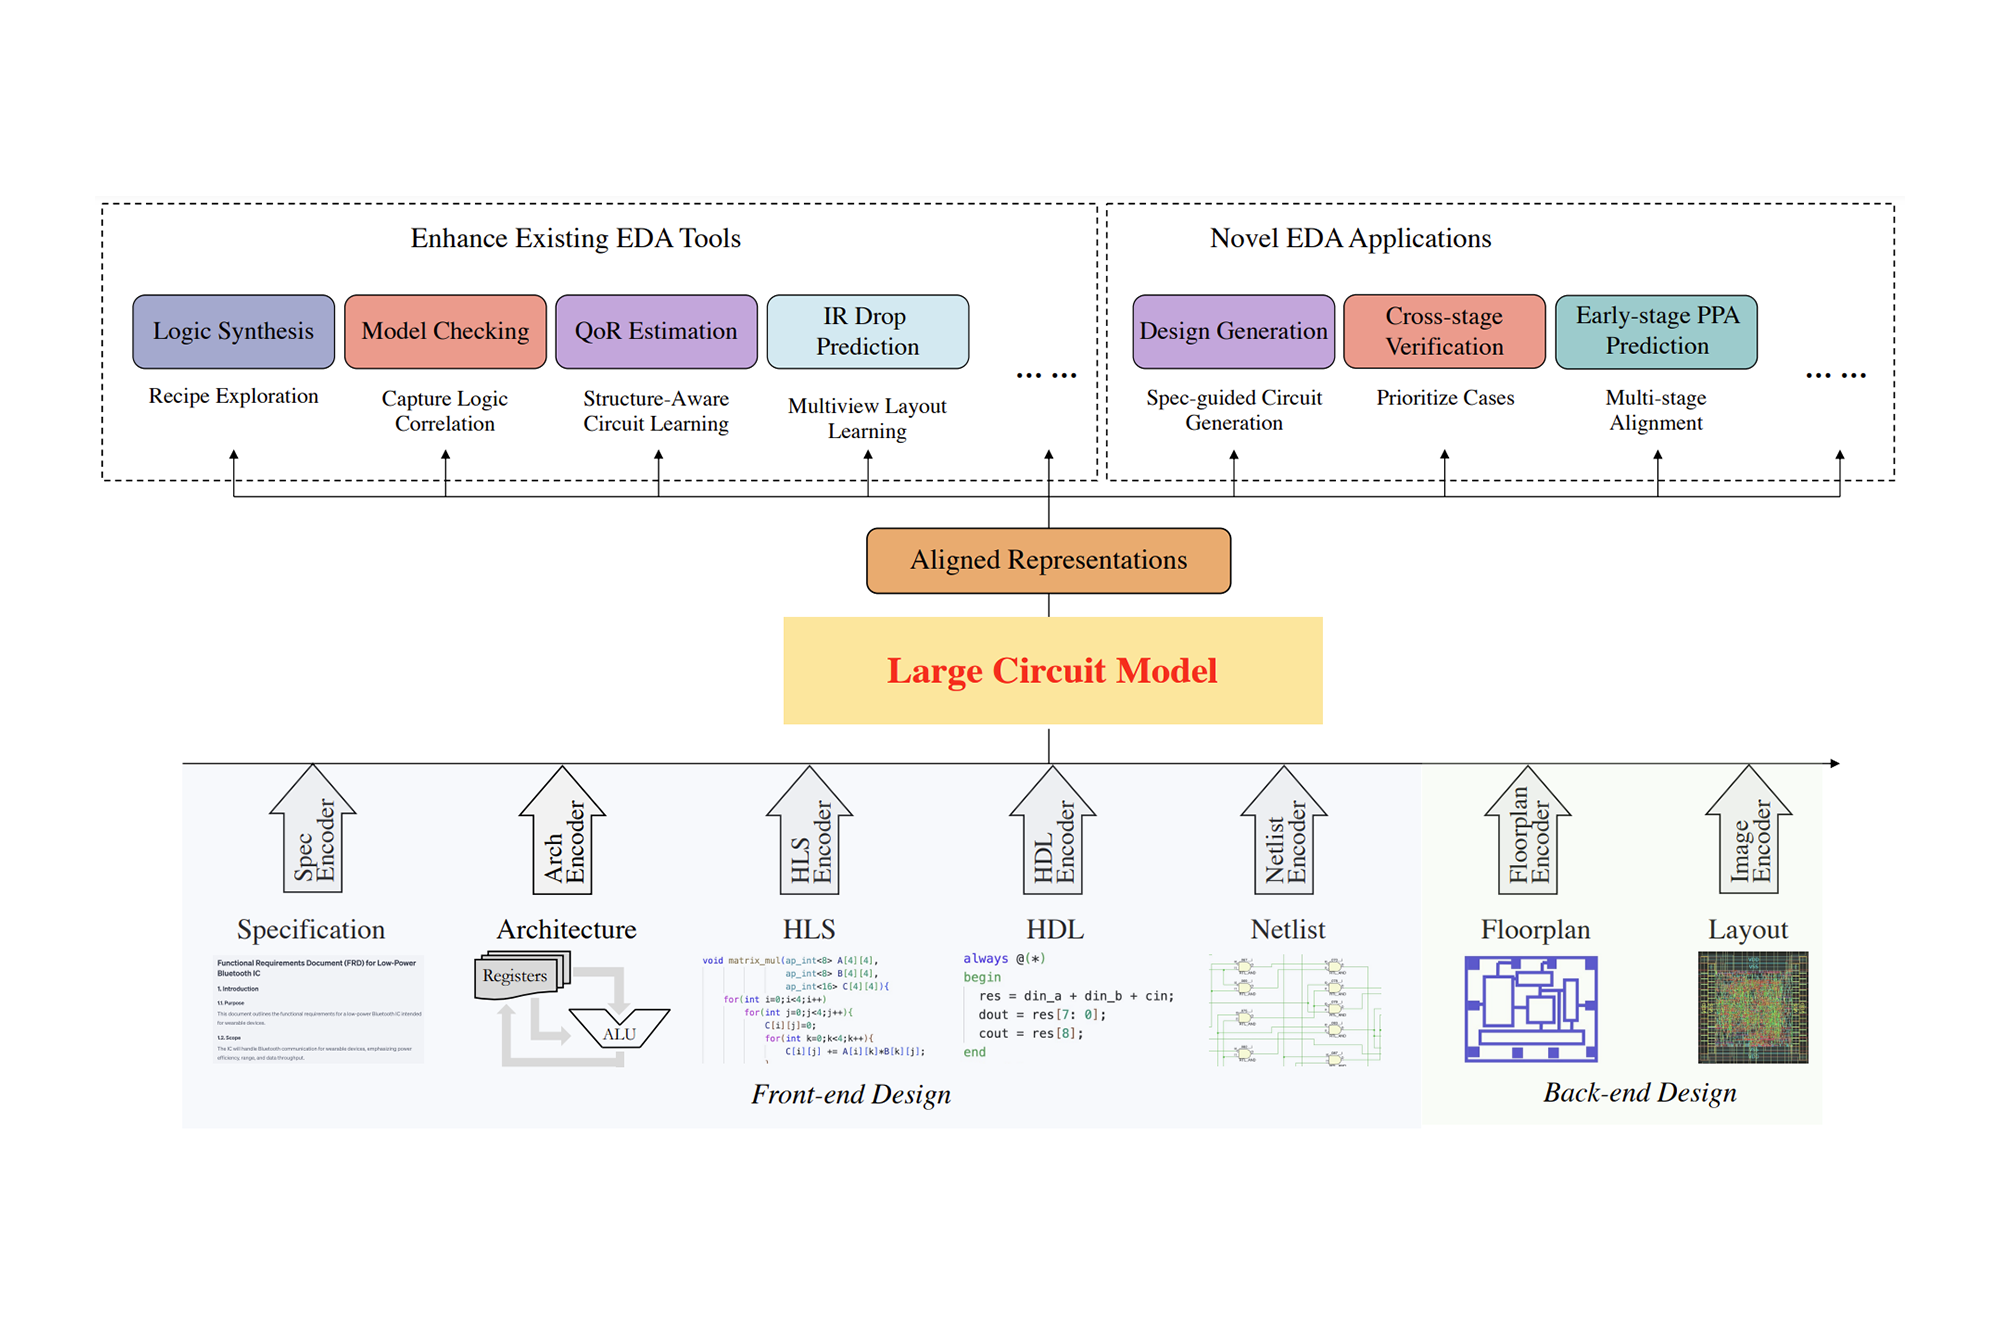 Enhance Existing EDA Tools
Novel EDA Applications
Logic Synthesis
Model Checking
QoR Estimation
IR Drop
Prediction
Design Generation
Cross-stage
Verification
Early-stage PPA
Prediction
... ...
... ...
Recipe Exploration
Capture Logic
Correlation
Structure-Aware
Circuit Learning
Multiview Layout
Learning
Spec-guided Circuit
Generation
Prioritize Cases
Multi-stage
Alignment
Aligned Representations
Large Circuit Model
Spec
Encoder
Arch
Encoder
HLS
Encoder
HDL
Encoder
Netlist
Encoder
Floorplan
Encoder
Image
Encoder
Specification
Architecture
HLS
HDL
Netlist
Floorplan
Layout
Functional Requirements Document (FRD) for Low-Power
Bluetooth IC
1. Introduction
1.1. Purpose
This document outlines the functional requirements for a low-power Bluetooth IC intended
for wearable devices.
1.2. Scope
The IC will handle Bluetooth communication for wearable devices, emphasizing power
efficiency, range, and data throughput.
Registers
ALU
void matrix_mul(ap_int<8> A[4][4],
ap_int<8> B[4][4],
ap_int<16> C[4][4]){
for(int i=0;i<4;i++)
for(int j=0;j<4;j++){
C[i][j]=0;
for(int k=0;k<4;k++){
C[i][j] += A[i][k]*B[k][j];
}
always @(*)
begin
res = din_a + din_b + cin;
dout = res[7: 0];
cout = res[8];
end
Front-end Design
Back-end Design